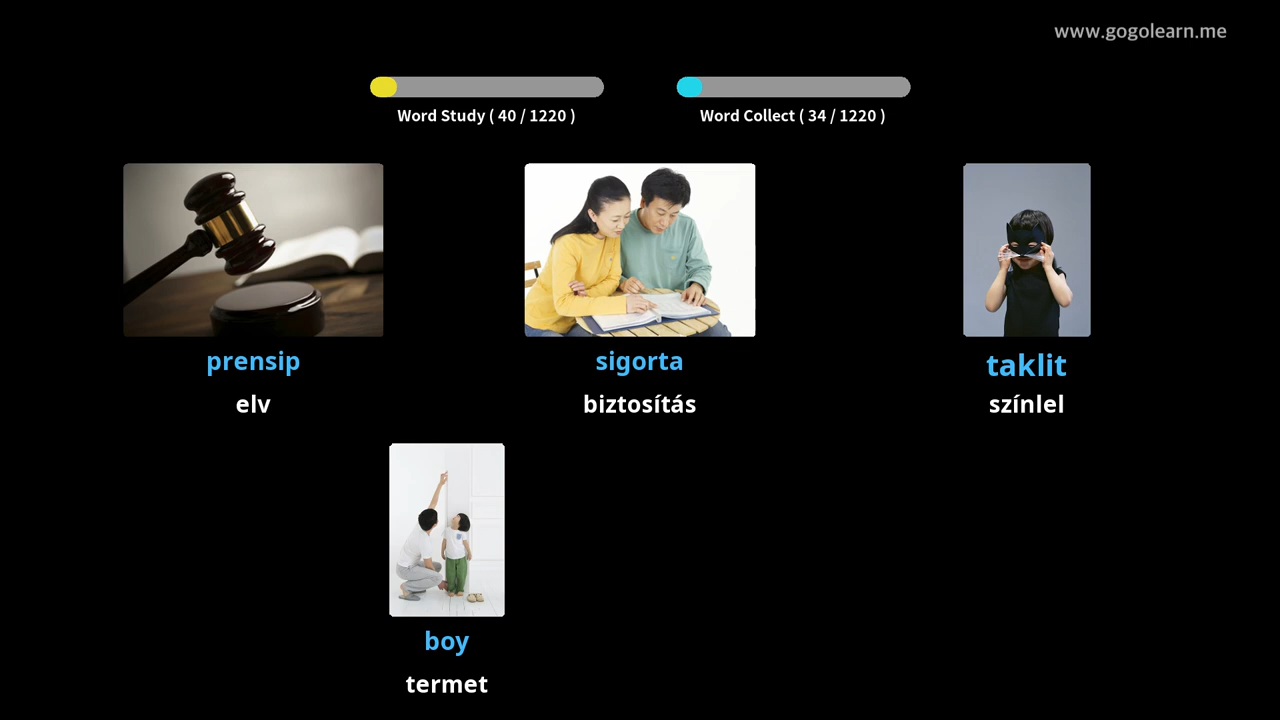 www.gogolearn.me
Word Study ( 40 / 1220 )
Word Collect ( 34 / 1220 )
prensip
elv
sigorta
biztosítás
taklit
színlel
boy
termet